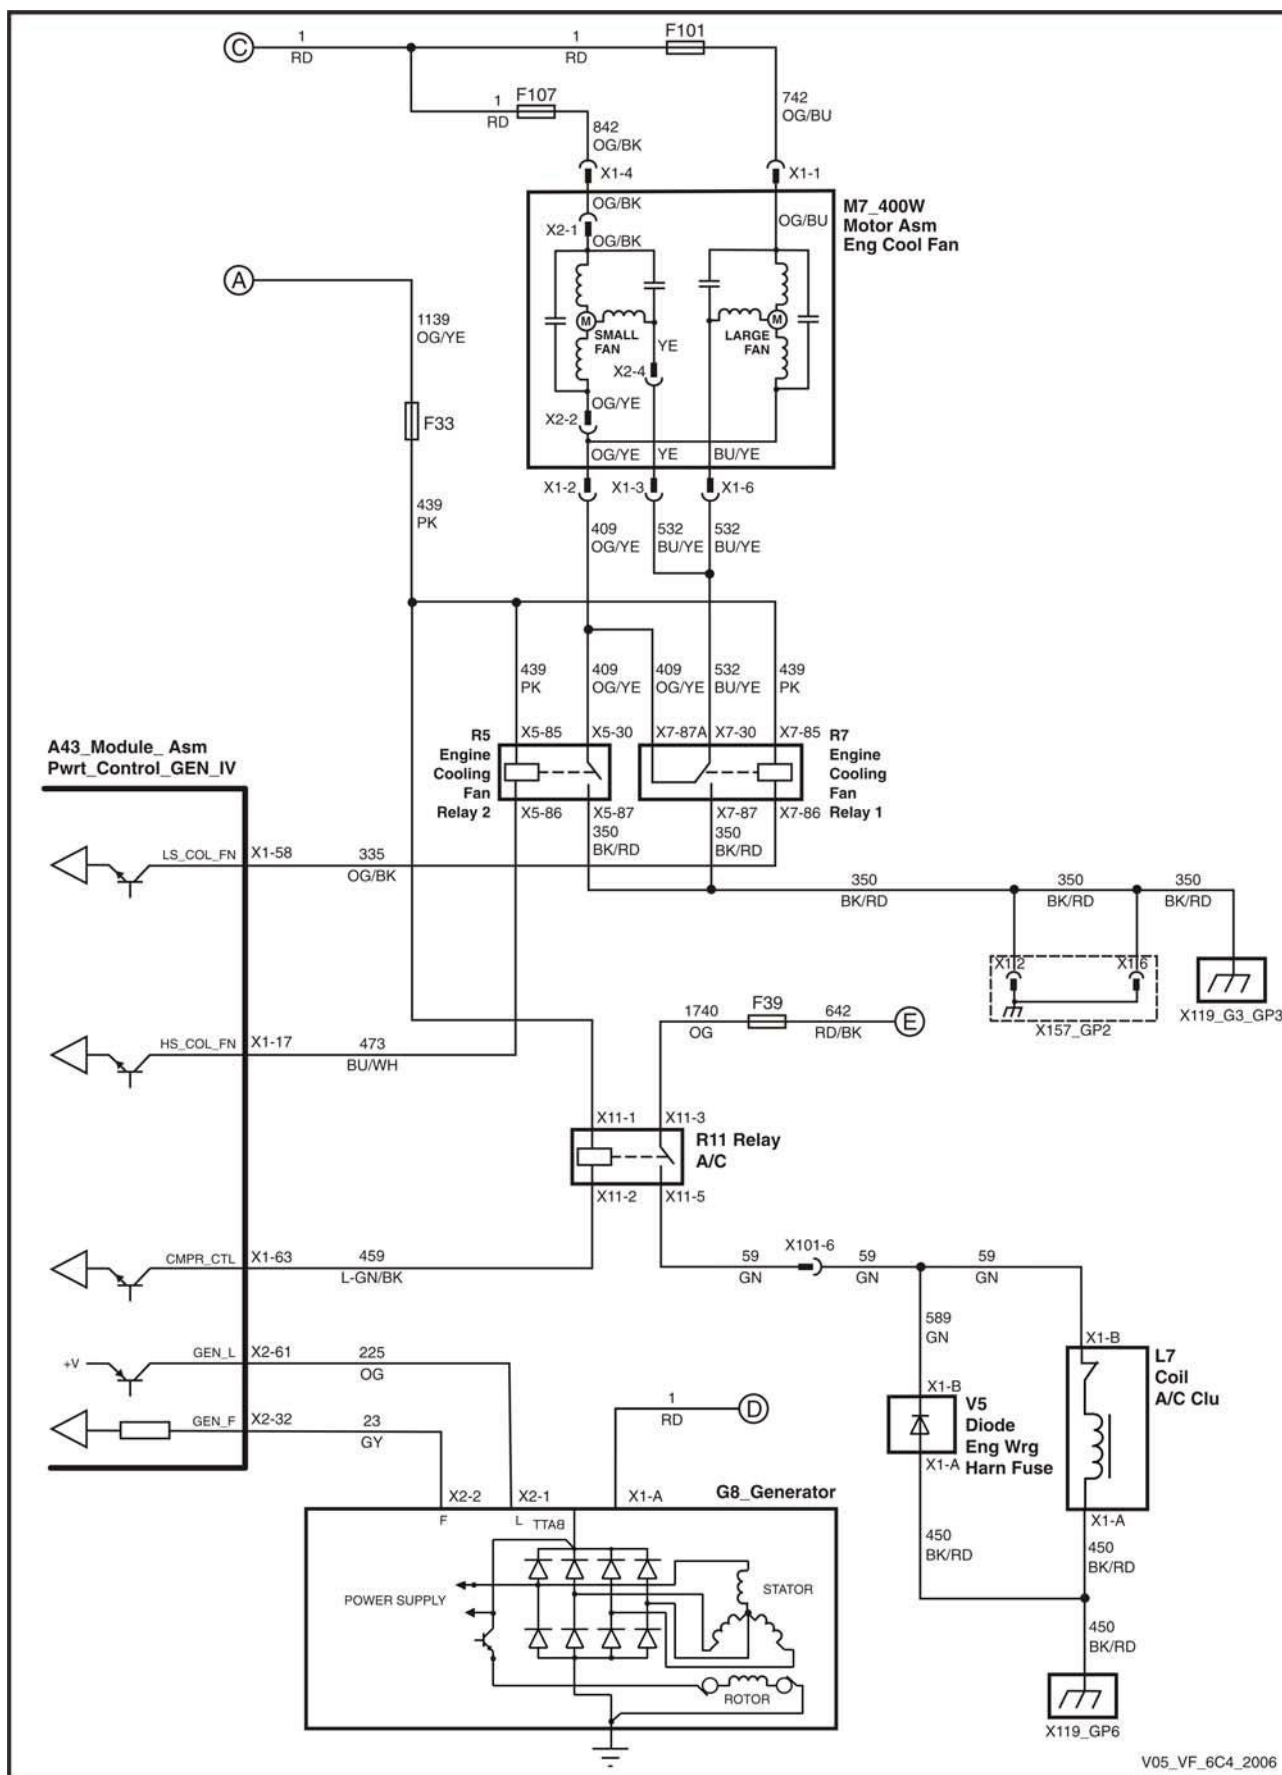 C
1
RD
1
RD
F101
1
RD
F107
742
OG/BU
842
OG/BK
X1-4
X1-1
M7_400W
Motor Asm
Eng Cool Fan
OG/BK
OG/BU
X2-1
OG/BK
A
1139
OG/YE
M
M
SMALL
FAN
LARGE
FAN
YE
X2-4
F33
OG/YE
X2-2
OG/YE
YE
BU/YE
X1-2
X1-3
X1-6
439
PK
409
OG/YE
532
BU/YE
532
BU/YE
439
PK
409
OG/YE
409
OG/YE
532
BU/YE
439
PK
R5
Engine
Cooling
Fan
Relay 2
X5-85
X5-30
X7-87A
X7-30
X7-85
R7
Engine
Cooling
Fan
Relay 1
X5-86
X5-87
X7-87
X7-86
350
BK/RD
350
BK/RD
A43_Module_ Asm
Pwrt_Control_GEN_IV
LS_COL_FN
X1-58
335
OG/BK
350
BK/RD
350
BK/RD
350
BK/RD
X1-2
X1-6
X157_GP2
X119_G3_GP3
1740
OG
F39
642
RD/BK
E
HS_COL_FN
X1-17
473
BU/WH
X11-1
X11-3
R11 Relay
A/C
X11-2
X11-5
CMPR_CTL
X1-63
459
L-GN/BK
59
GN
X101-6
59
GN
59
GN
589
GN
X1-B
L7
Coil
A/C Clu
+V
GEN_L
X2-61
225
OG
X1-B
V5
Diode
Eng Wrg
Harn Fuse
X1-A
GEN_F
X2-32
23
GY
1
RD
D
X2-2
X2-1
X1-A
G8_Generator
F
L
BATT
X1-A
450
BK/RD
450
BK/RD
POWER SUPPLY
STATOR
ROTOR
450
BK/RD
X119_GP6
V05_VF_6C4_2006